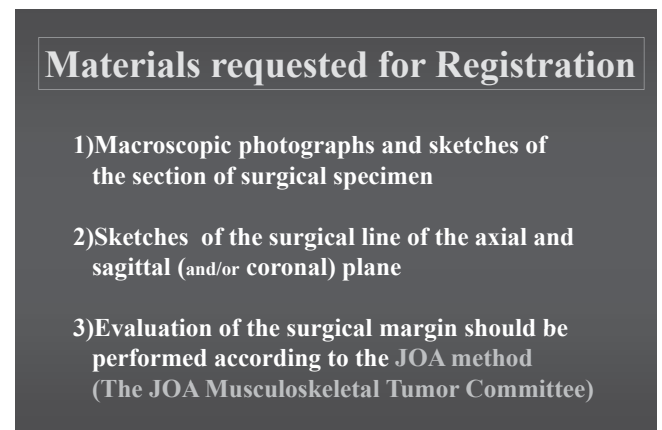 Materials requested for Registration
1)Macroscopic photographs and sketches of
the section of surgical specimen
2)Sketches of the surgical line of the axial and
sagittal (and/or coronal) plane
3)Evaluation of the surgical margin should be
performed according to the JOA method
(The JOA Musculoskeletal Tumor Committee)